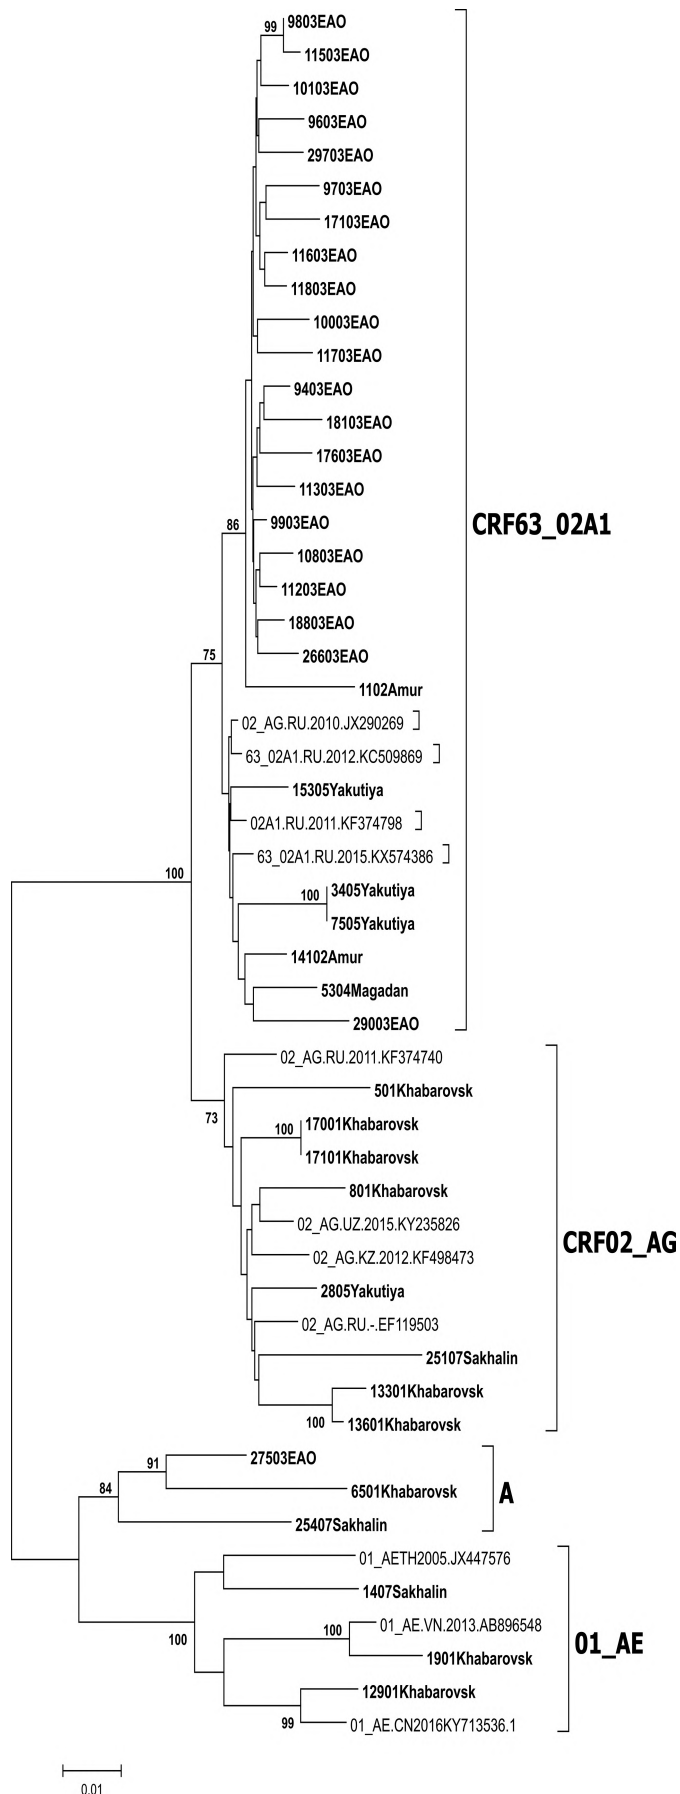 99
9803EAO
11503EAO
10103EAO
9603EAO
29703EAO
9703EAO
17103EAO
11603EAO
11803EAO
10003EAO
11703EAO
9403EAO
18103EAO
17603EAO
11303EAO
86
9903EAO
CRF63_02A1
10803EAO
11203EAO
18803EAO
26603EAO
75
1102Amur
02_AG.RU.2010.JX290269
63_02A1.RU.2012.KC509869
15305Yakutiya
02A1.RU.2011.KF374798
63_02A1.RU.2015.KX574386
100
100
3405Yakutiya
7505Yakutiya
14102Amur
5304Magadan
29003EAO
02_AG.RU.2011.KF374740
501Khabarovsk
73
17001Khabarovsk
100
17101Khabarovsk
801Khabarovsk
02_AG.UZ.2015.KY235826
CRF02_AG
02_AG.KZ.2012.KF498473
2805Yakutiya
02_AG.RU.-.EF119503
25107Sakhalin
13301Khabarovsk
100
13601Khabarovsk
27503EAO
91
84
6501Khabarovsk
A
25407Sakhalin
01_AETH2005.JX447576
1407Sakhalin
01_AE.VN.2013.AB896548
100
100
01_AE
1901Khabarovsk
12901Khabarovsk
99
01_AE.CN2016KY713536.1
0.01